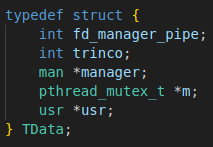 typedef struct {
    int fd_manager_pipe;
    int trinco;
    man *manager;
    pthread_mutex_t *m;
    usr *usr;
} TData;